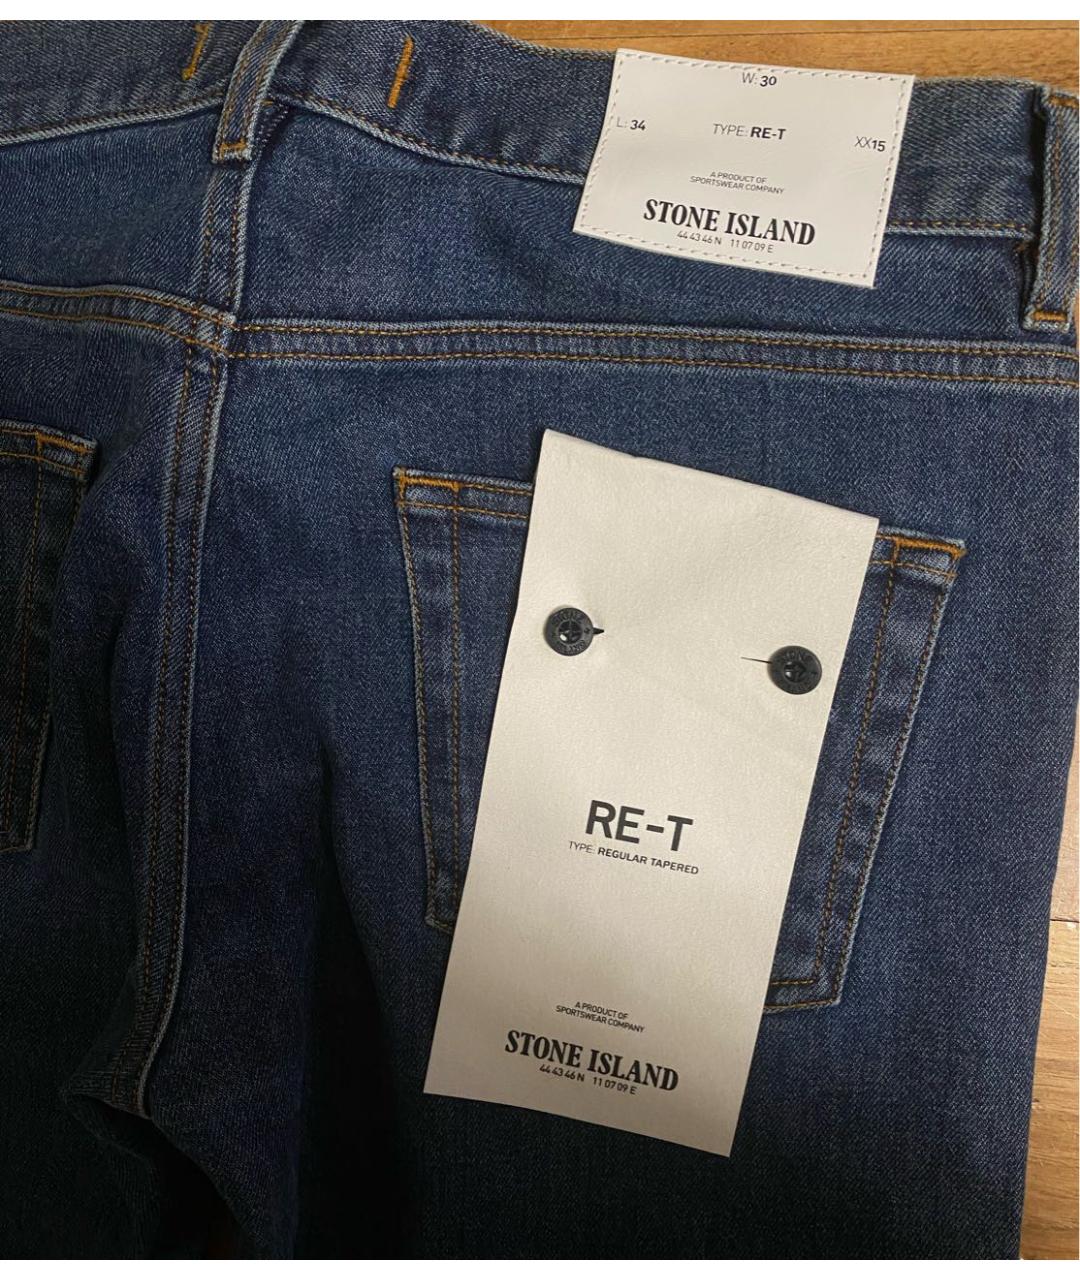 W: 30
L: 34 TYPE: RE-T XX15
A PRODUCT OF
SPORTSWEAR COMPANY
STONE ISLAND
44 43 46 N 11 07 09 E
RE-T
TYPE: REGULAR TAPERED
A PRODUCT OF
SPORTSWEAR COMPANY
STONE ISLAND
44 43 46 N 11 07 09 E